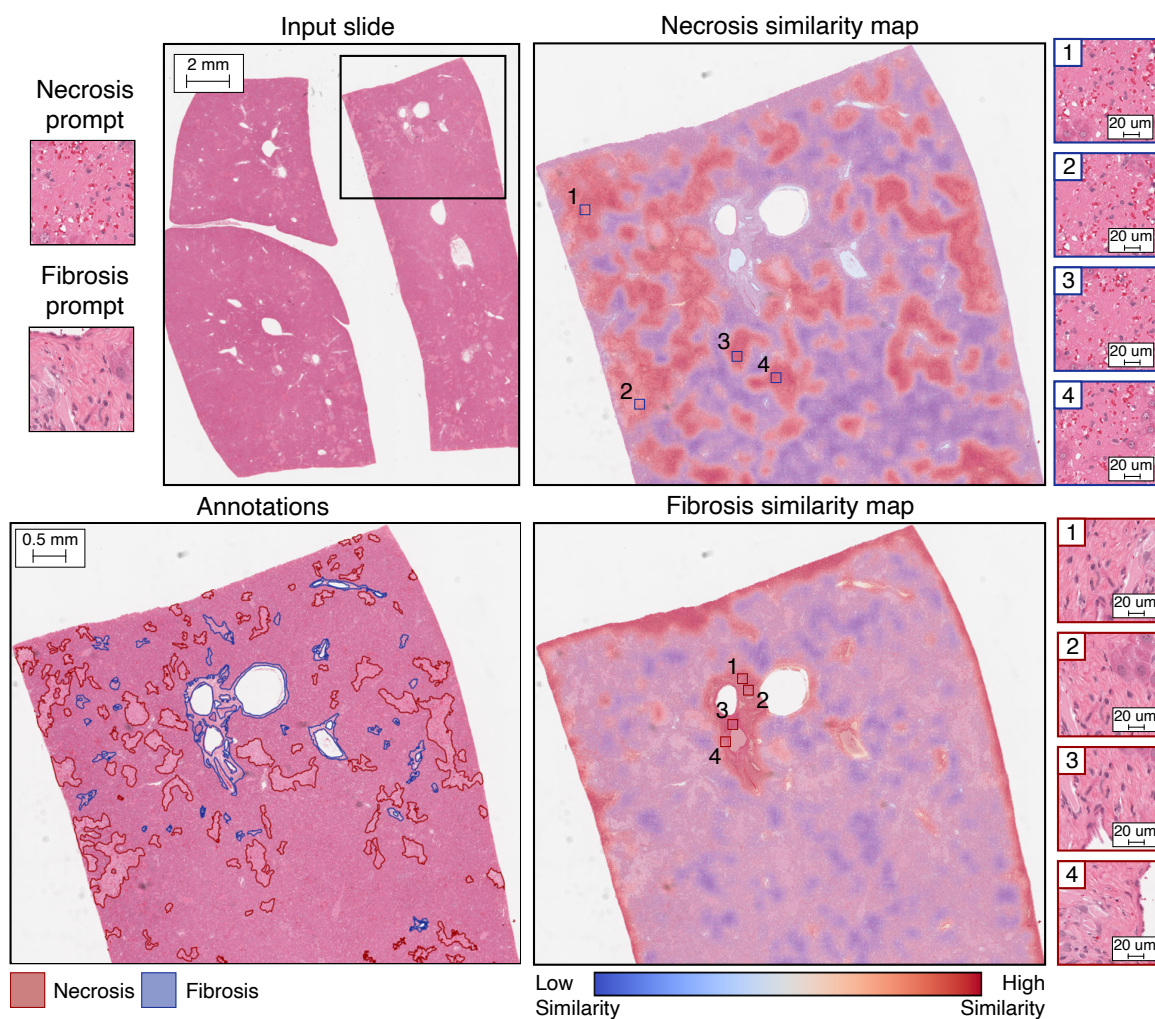 Input slide
Necrosis similarity map
2 mm
Necrosis
prompt
Fibrosis
prompt
1
2
3
4
1
20 um
2
20 um
3
20 um
4
20 um
Annotations
Fibrosis similarity map
0.5 mm
1
2
3
4
1
20 um
2
20 um
3
20 um
4
20 um
Necrosis
Fibrosis
Low
Similarity
High
Similarity